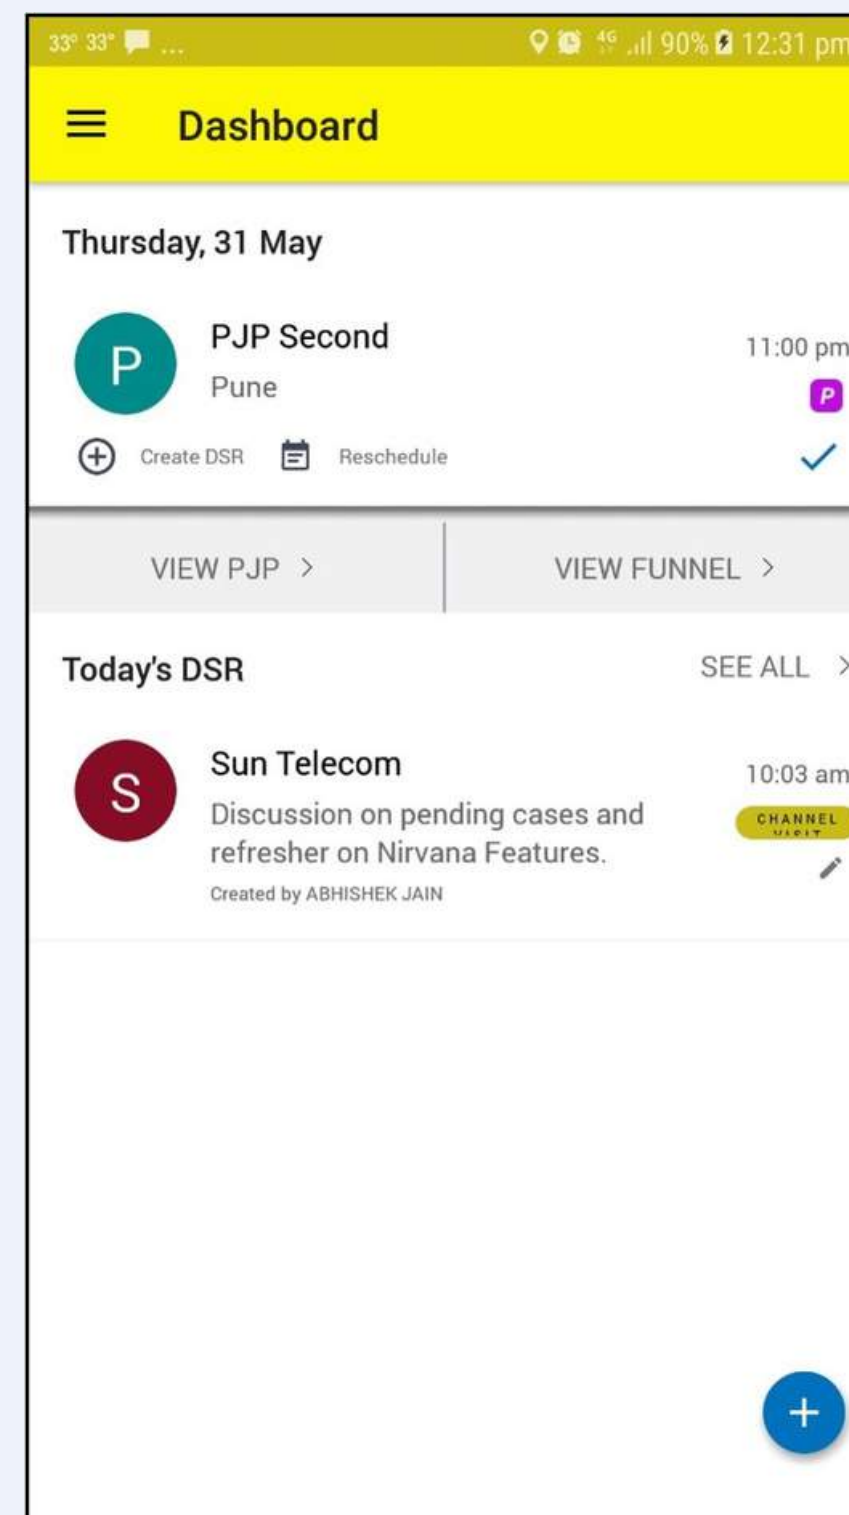 33° 33° ... 4G 90% 12:31 pm
Dashboard
Thursday, 31 May
P
PJP Second
11:00 pm
Pune
P
Create DSR Reschedule
VIEW PJP > VIEW FUNNEL >
Today's DSR SEE ALL >
S
Sun Telecom
10:03 am
Discussion on pending cases and
CHANNEL
VISIT
refresher on Nirvana Features.
Created by ABHISHEK JAIN